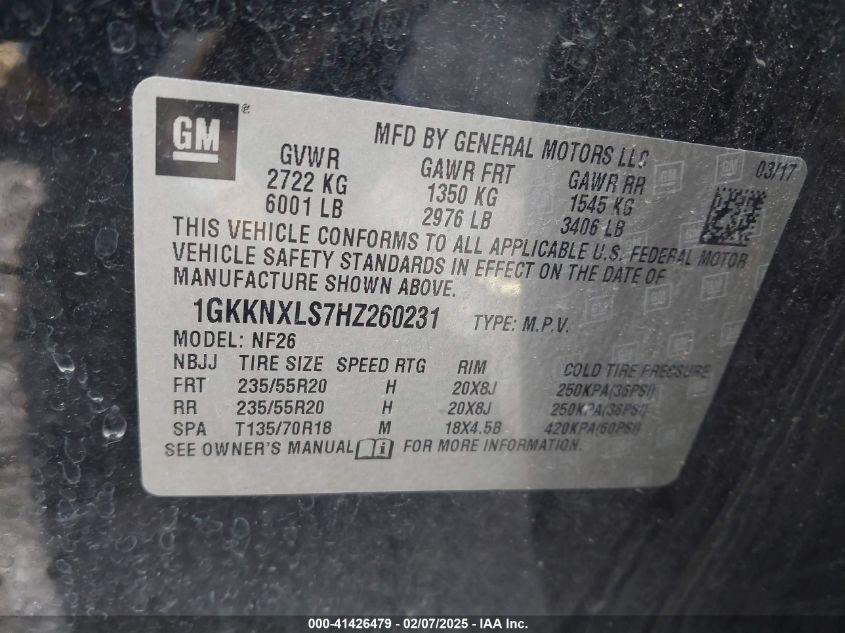 GM ®
MFD BY GENERAL MOTORS LLC
03/17
GVWR GAWR FRT GAWR RR
2722 KG 1350 KG 1545 KG
6001 LB 2976 LB 3406 LB
THIS VEHICLE CONFORMS TO ALL APPLICABLE U.S. FEDERAL MOTOR
VEHICLE SAFETY STANDARDS IN EFFECT ON THE DATE OF
MANUFACTURE SHOWN ABOVE.
1GKKNXLS7HZ260231 TYPE: M.P.V.
MODEL: NF26
NBJJ TIRE SIZE SPEED RTG RIM COLD TIRE PRESSURE
FRT 235/55R20 H 20X8J 250KPA(36PSI)
RR 235/55R20 H 20X8J 250KPA(36PSI)
SPA T135/70R18 M 18X4.5B 420KPA(60PSI)
SEE OWNER'S MANUAL FOR MORE INFORMATION.
000-41426479 - 02/07/2025 - IAA Inc.